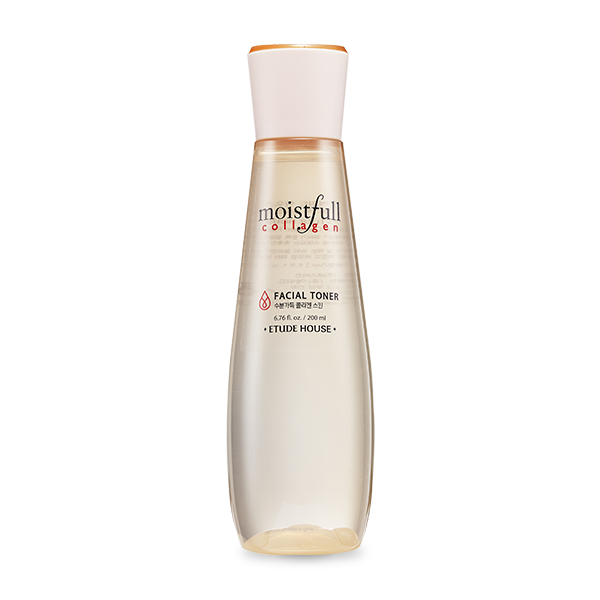 moistfull
collagen
FACIAL TONER
수분가득 콜라겐 스킨
6.76 fl. oz. / 200 ml
• ETUDE HOUSE •